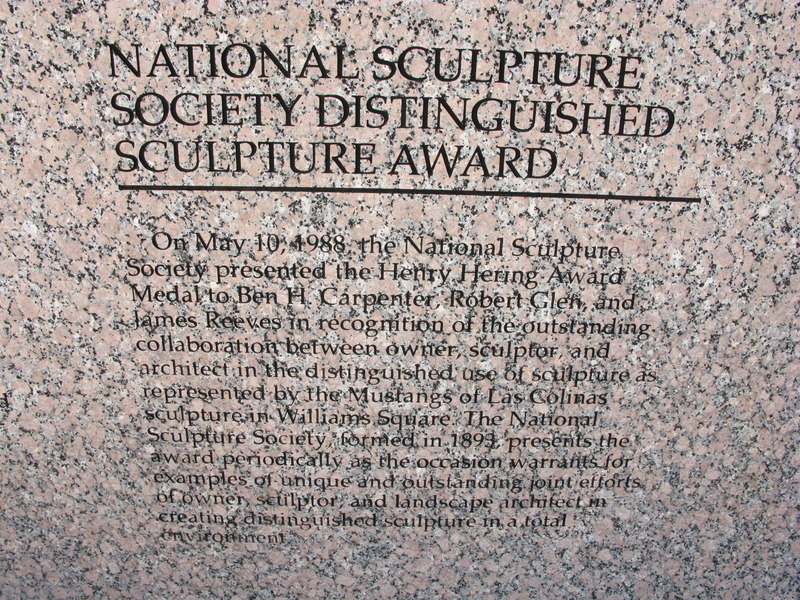 NATIONAL SCULPTURE
SOCIETY DISTINGUISHED
SCULPTURE AWARD
On May 10, 1988, the National Sculpture
Society presented the Henry Hering Award
Medal to Ben H. Carpenter, Robert Glen, and
James Reeves in recognition of the outstanding
collaboration between owner, sculptor, and
architect in the distinguished use of sculpture as
represented by the Mustangs of Las Colinas
sculpture in Williams Square. The National
Sculpture Society, formed in 1893, presents the
award periodically as the occasion warrants for
examples of unique and outstanding joint efforts
of owner, sculptor, and landscape architect in
creating distinguished sculpture in a total
environment.